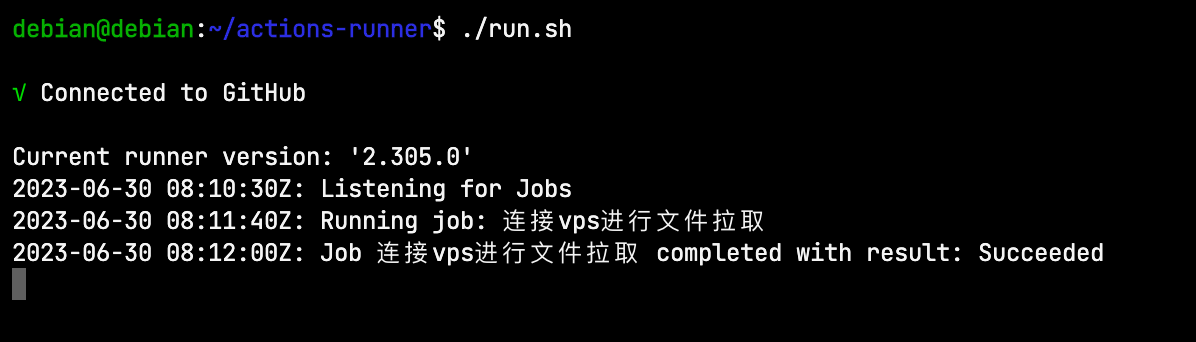 debian@debian:~/actions-runner$ ./run.sh
√ Connected to GitHub
Current runner version: '2.305.0'
2023-06-30 08:10:30Z: Listening for Jobs
2023-06-30 08:11:40Z: Running job: 连接vps进行文件拉取
2023-06-30 08:12:00Z: Job 连接vps进行文件拉取 completed with result: Succeeded